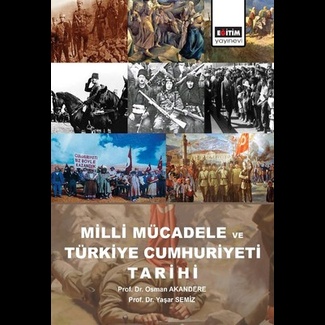 EĞİTİM
yayınevi
MİLLİ MÜCADELE VE
TÜRKİYE CUMHURİYETİ
TARİHİ
Prof. Dr. Osman AKANDERE
Prof. Dr. Yaşar SEMİZ